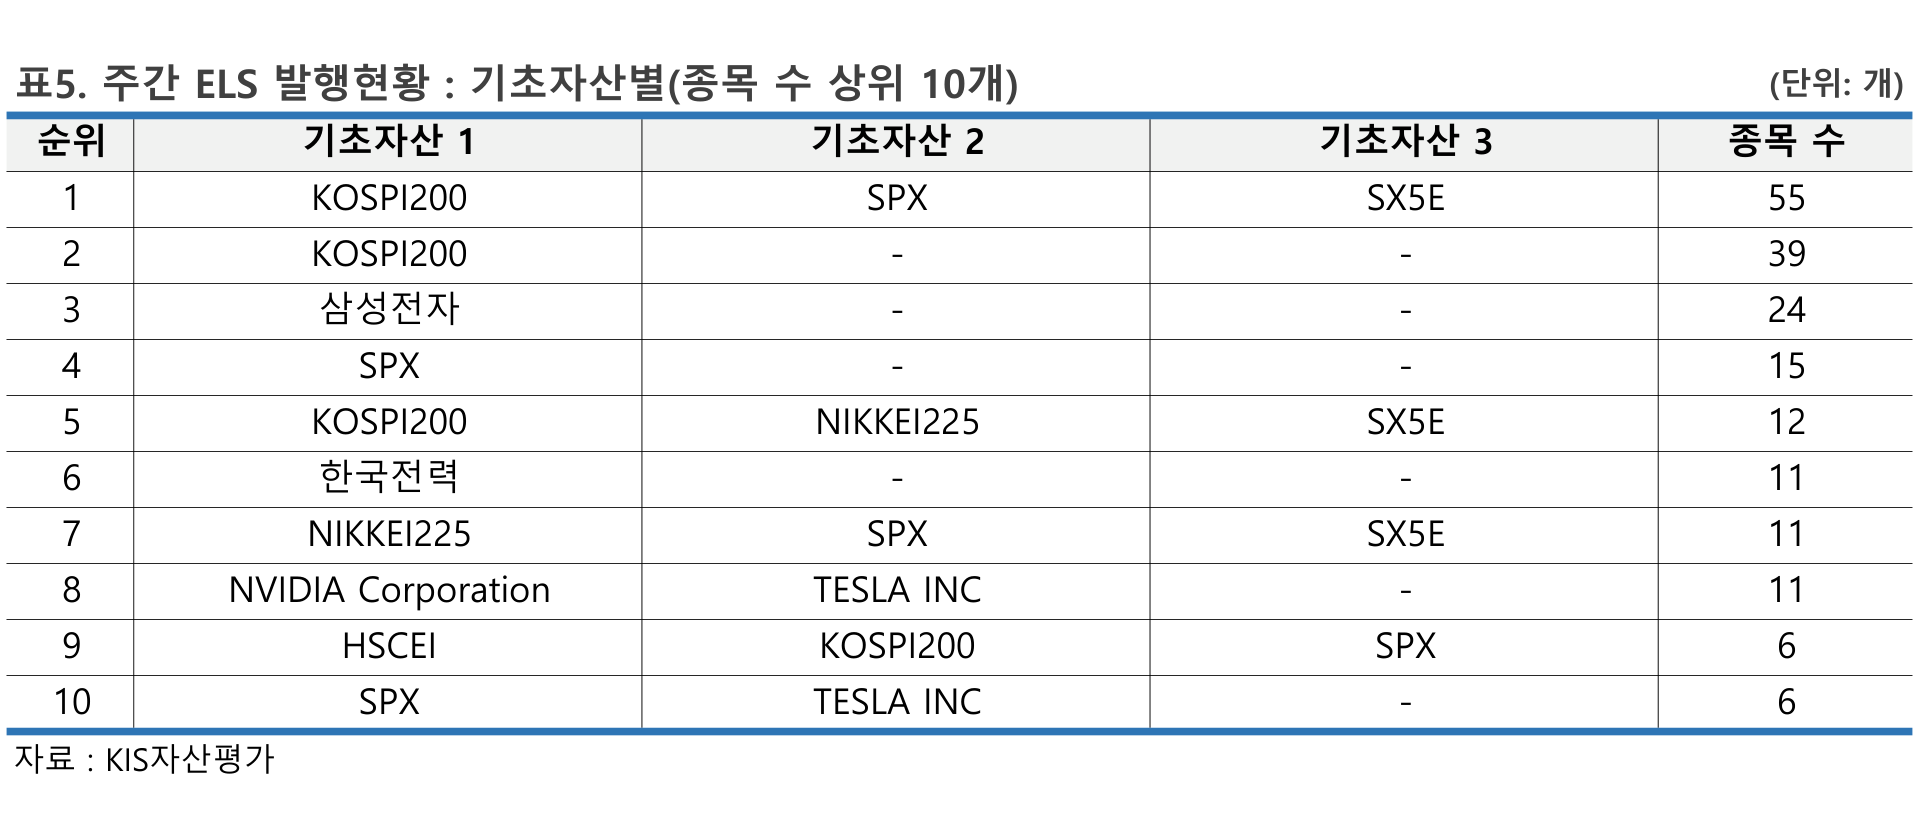 표5. 주간 ELS 발행현황 : 기초자산별(종목 수 상위 10개) (단위: 개)
순위 기초자산 1 기초자산 2 기초자산 3 종목 수
1 KOSPI200 SPX SX5E 55
2 KOSPI200 - - 39
3 삼성전자 - - 24
4 SPX - - 15
5 KOSPI200 NIKKEI225 SX5E 12
6 한국전력 - - 11
7 NIKKEI225 SPX SX5E 11
8 NVIDIA Corporation TESLA INC - 11
9 HSCEI KOSPI200 SPX 6
10 SPX TESLA INC - 6
자료 : KIS자산평가